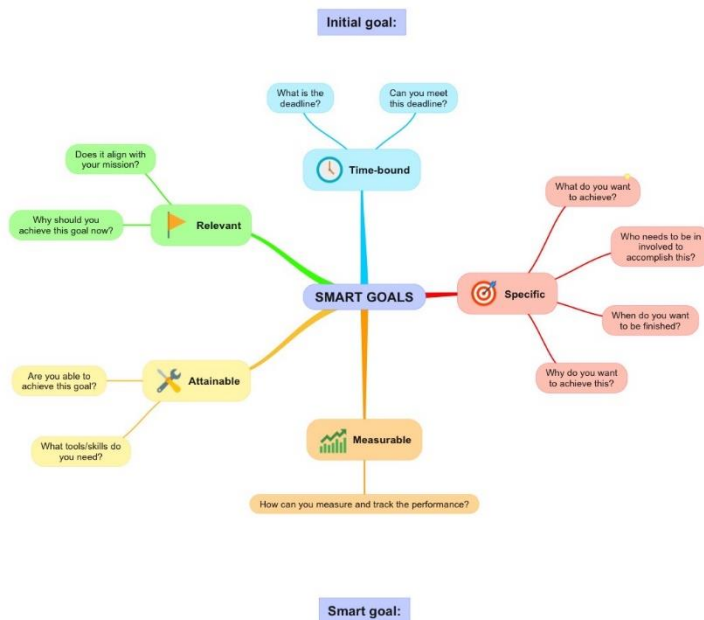 Initial goal:
What is the
deadline?
Can you meet
this deadline?
Time-bound
Does it align with
your mission?
Why should you
achieve this goal now?
Relevant
What do you want
to achieve?
Who needs to be in
involved to
accomplish this?
When do you want
to be finished?
Why do you want
to achieve this?
Specific
SMART GOALS
Are you able to
achieve this goal?
What tools/skills do
you need?
Attainable
Measurable
How can you measure and track the performance?
Smart goal: